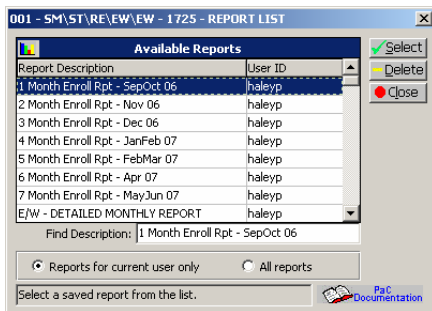 001 - SM\ST\RE\EW\EW - 1725 - REPORT LIST
Available Reports
Report Description User ID
1 Month Enroll Rpt - SepOct 06 haleyp
2 Month Enroll Rpt - Nov 06 haleyp
3 Month Enroll Rpt - Dec 06 haleyp
4 Month Enroll Rpt - JanFeb 07 haleyp
5 Month Enroll Rpt - FebMar 07 haleyp
6 Month Enroll Rpt - Apr 07 haleyp
7 Month Enroll Rpt - MayJun 07 haleyp
E/W - DETAILED MONTHLY REPORT haleyp
Find Description: 1 Month Enroll Rpt - SepOct 06
Reports for current user only All reports
Select a saved report from the list.
Select
Delete
Close
PaC
Documentation